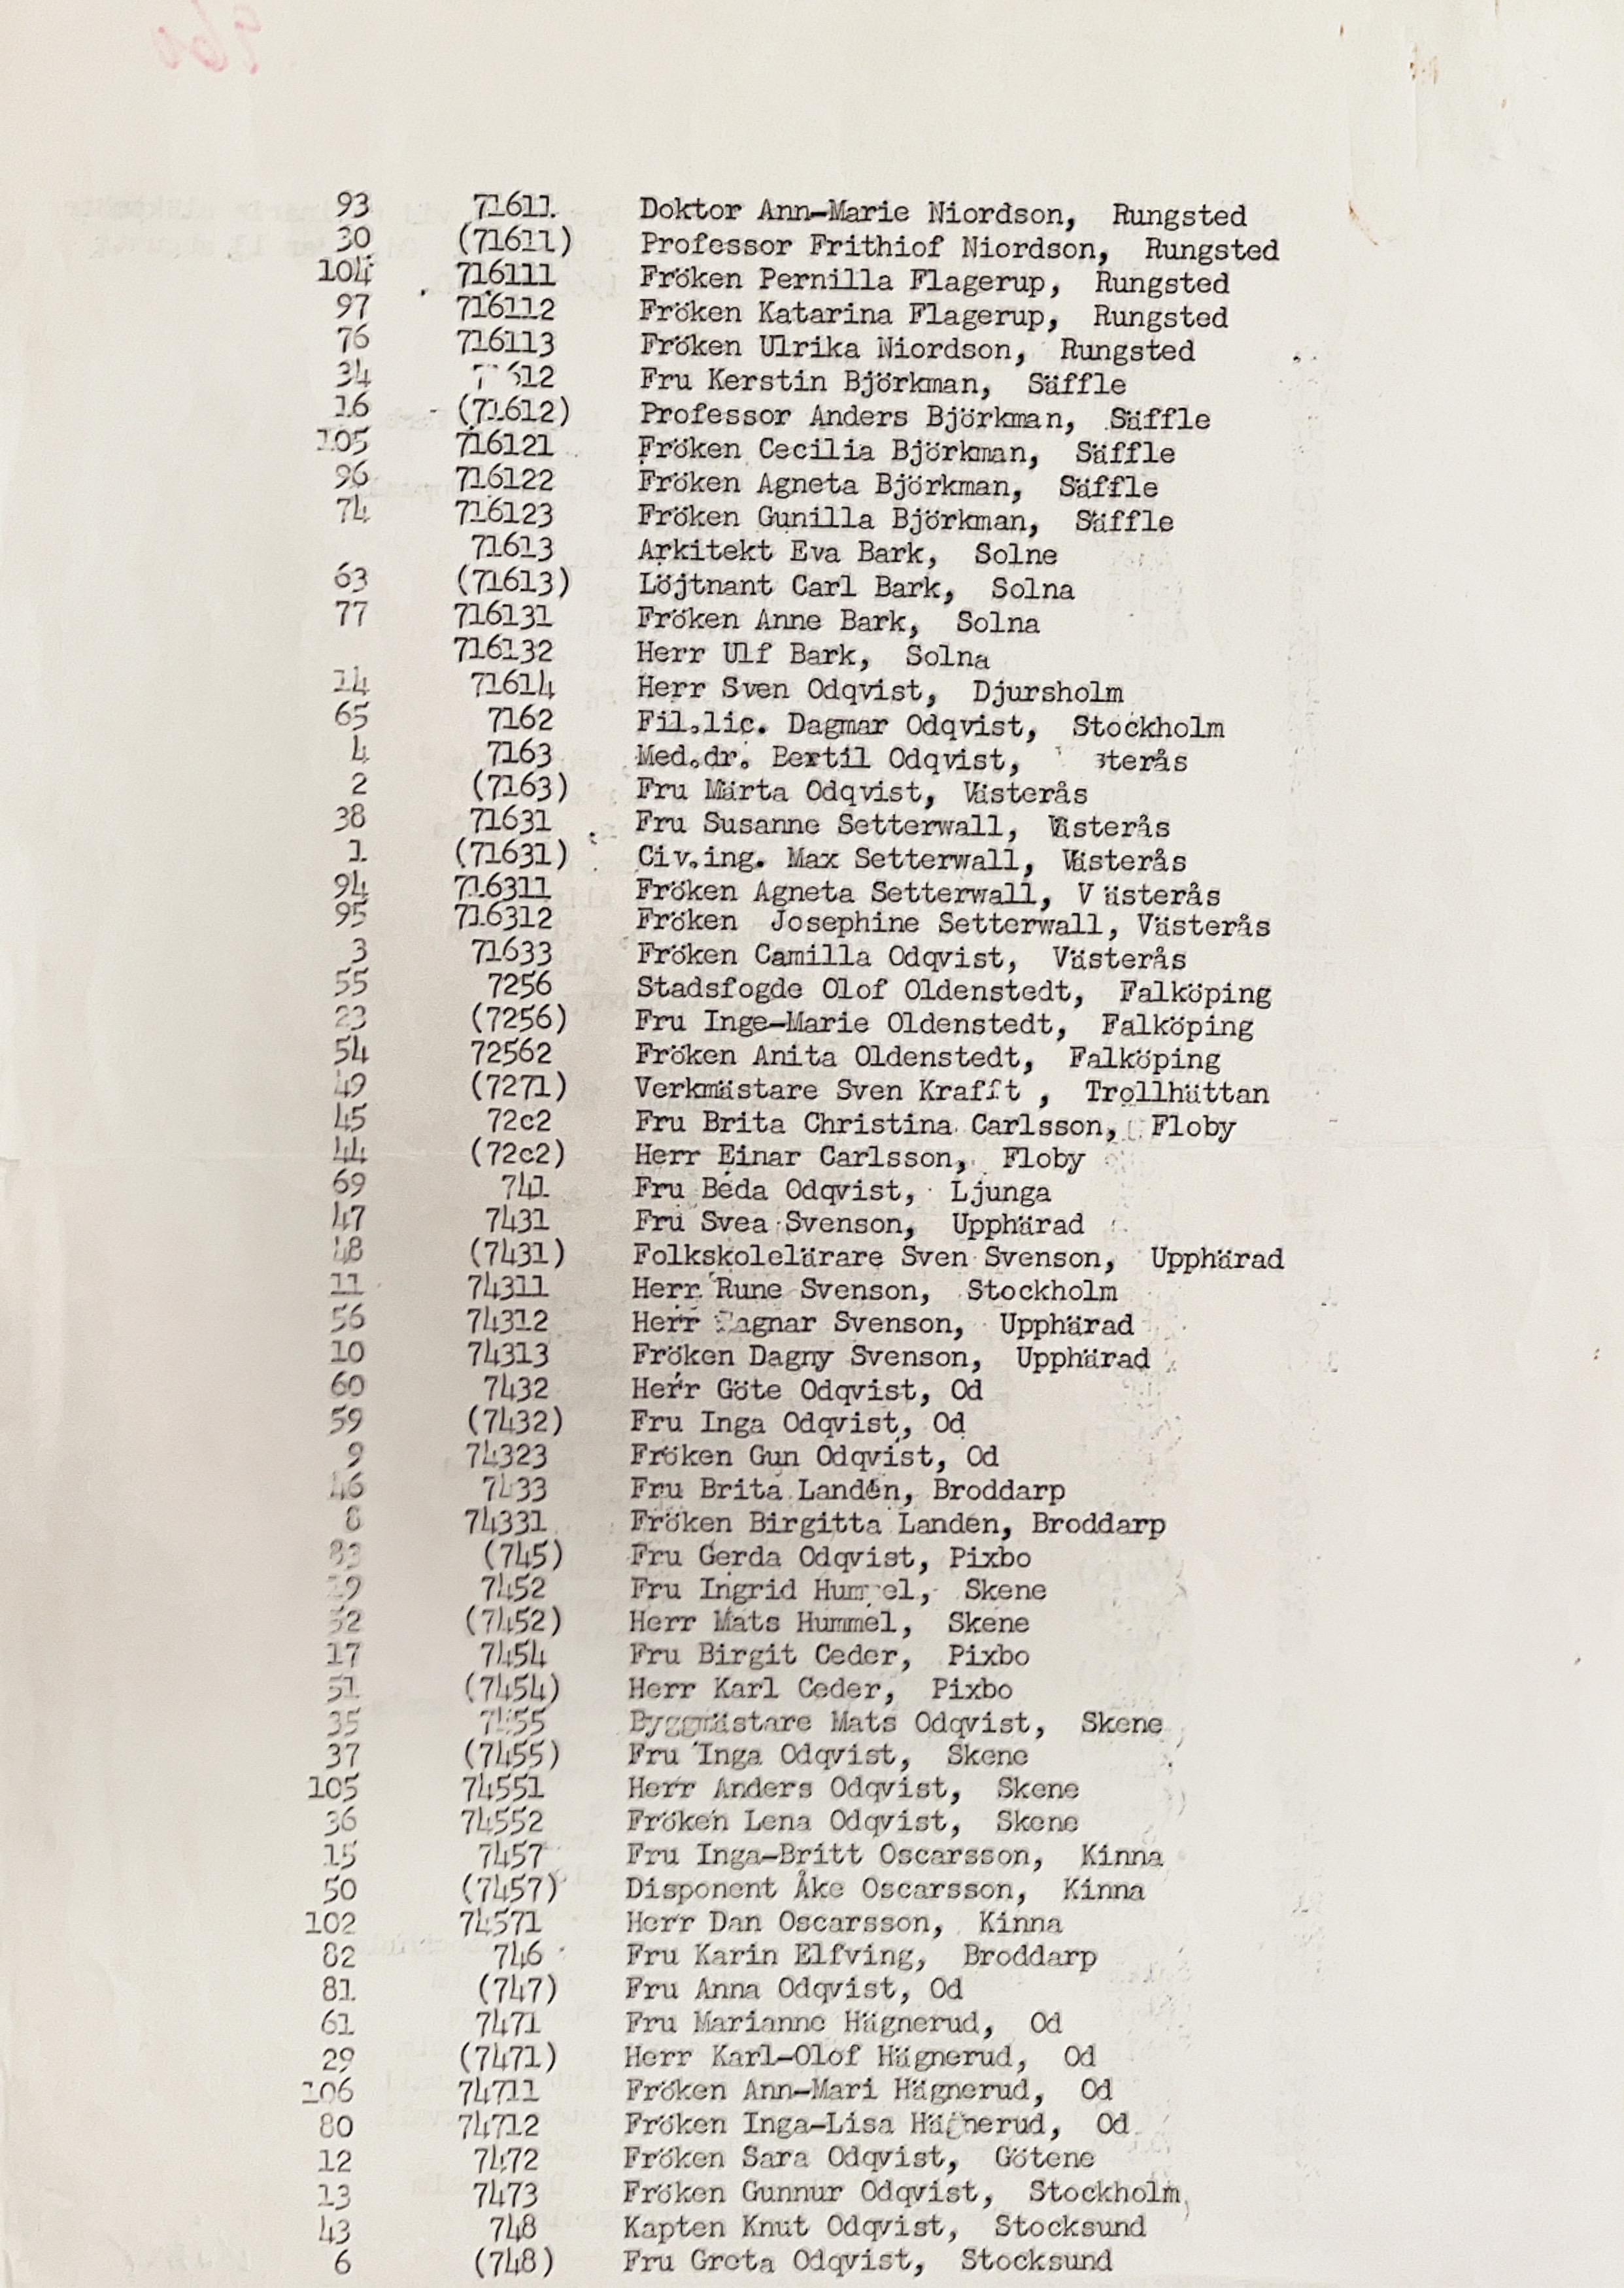 93 71611 Doktor Ann-Marie Niordson, Rungsted
30 (71611) Professor Frithiof Niordson, Rungsted
104 716111 Fröken Pernilla Flagerup, Rungsted
97 716112 Fröken Katarina Flagerup, Rungsted
76 716113 Fröken Ulrika Niordson, Rungsted
34 Fru Kerstin Björkman, Säffle
16 (71612) Professor Anders Björkman, Säffle
105 716121 Fröken Cecilia Björkman, Säffle
96 716122 Fröken Agneta Björkman, Säffle
74 716123 Fröken Gunilla Björkman, Säffle
71613 Arkitekt Eva Bark, Solne
63 (71613) Löjtnant Carl Bark, Solna
77 716131 Fröken Anne Bark, Solna
716132 Herr Ulf Bark, Solna
14 71614 Herr Sven Odqvist, Djursholm
65 7162 Fil.lic. Dagmar Odqvist, Stockholm
4 7163 Med.dr. Bertil Odqvist,
2 (7163) Fru Märta Odqvist, Västerås
38 71631 Fru Susanne Setterwall, Västerås
1 (71631) Civ.ing. Max Setterwall, Västerås
94 716311 Fröken Agneta Setterwall, V ästerås
95 716312 Fröken Josephine Setterwall, Västerås
3 71633 Fröken Camilla Odqvist, Västerås
55 7256 Stadsfogde Olof Oldenstedt, Falköping
23 (7256) Fru Inge-Marie Oldenstedt, Falköping
54 72562 Fröken Anita Oldenstedt, Falköping
49 (7271) Verkmästare Sven Krafft , Trollhättan
45 72c2 Fru Brita Christina Carlsson, Floby
44 (72c2) Herr Einar Carlsson, Floby
69 741 Fru Beda Odqvist, Ljunga
47 7431 Fru Svea Svenson, Upphärad
48 (7431) Folkskolelärare Sven Svenson, Upphärad
11 74311 Herr Rune Svenson, Stockholm
56 74312 Herr Ragnar Svenson, Upphärad
10 74313 Fröken Dagny Svenson, Upphärad
60 7432 Herr Göte Odqvist, Od
59 (7432) Fru Inga Odqvist, Od
9 74323 Fröken Gun Odqvist, Od
46 7433 Fru Brita Landén, Broddarp
8 74331 Fröken Birgitta Landén, Broddarp
83 (745) Fru Gerda Odqvist, Pixbo
19 7452 Fru Ingrid Hummel, Skene
52 (7452) Herr Mats Hummel, Skene
17 7454 Fru Birgit Ceder, Pixbo
51 (7454) Herr Karl Ceder, Pixbo
35 7455 Byggmästare Mats Odqvist, Skene
37 (7455) Fru Inga Odqvist, Skene
105 74551 Herr Anders Odqvist, Skene
36 74552 Fröken Lena Odqvist, Skene
15 7457 Fru Inga-Britt Oscarsson, Kinna
50 (7457) Disponent Åke Oscarsson, Kinna
102 74571 Herr Dan Oscarsson, Kinna
82 746 Fru Karin Elfving, Broddarp
81 (747) Fru Anna Odqvist, Od
61 7471 Fru Marianne Hägnerud, Od
29 (7471) Herr Karl-Olof Hägnerud, Od
106 74711 Fröken Ann-Mari Hägnerud, Od
80 74712 Fröken Inga-Lisa Hägnerud, Od
12 7472 Fröken Sara Odqvist, Götene
13 7473 Fröken Gunnur Odqvist, Stockholm
43 748 Kapten Knut Odqvist, Stocksund
6 (748) Fru Greta Odqvist, Stocksund